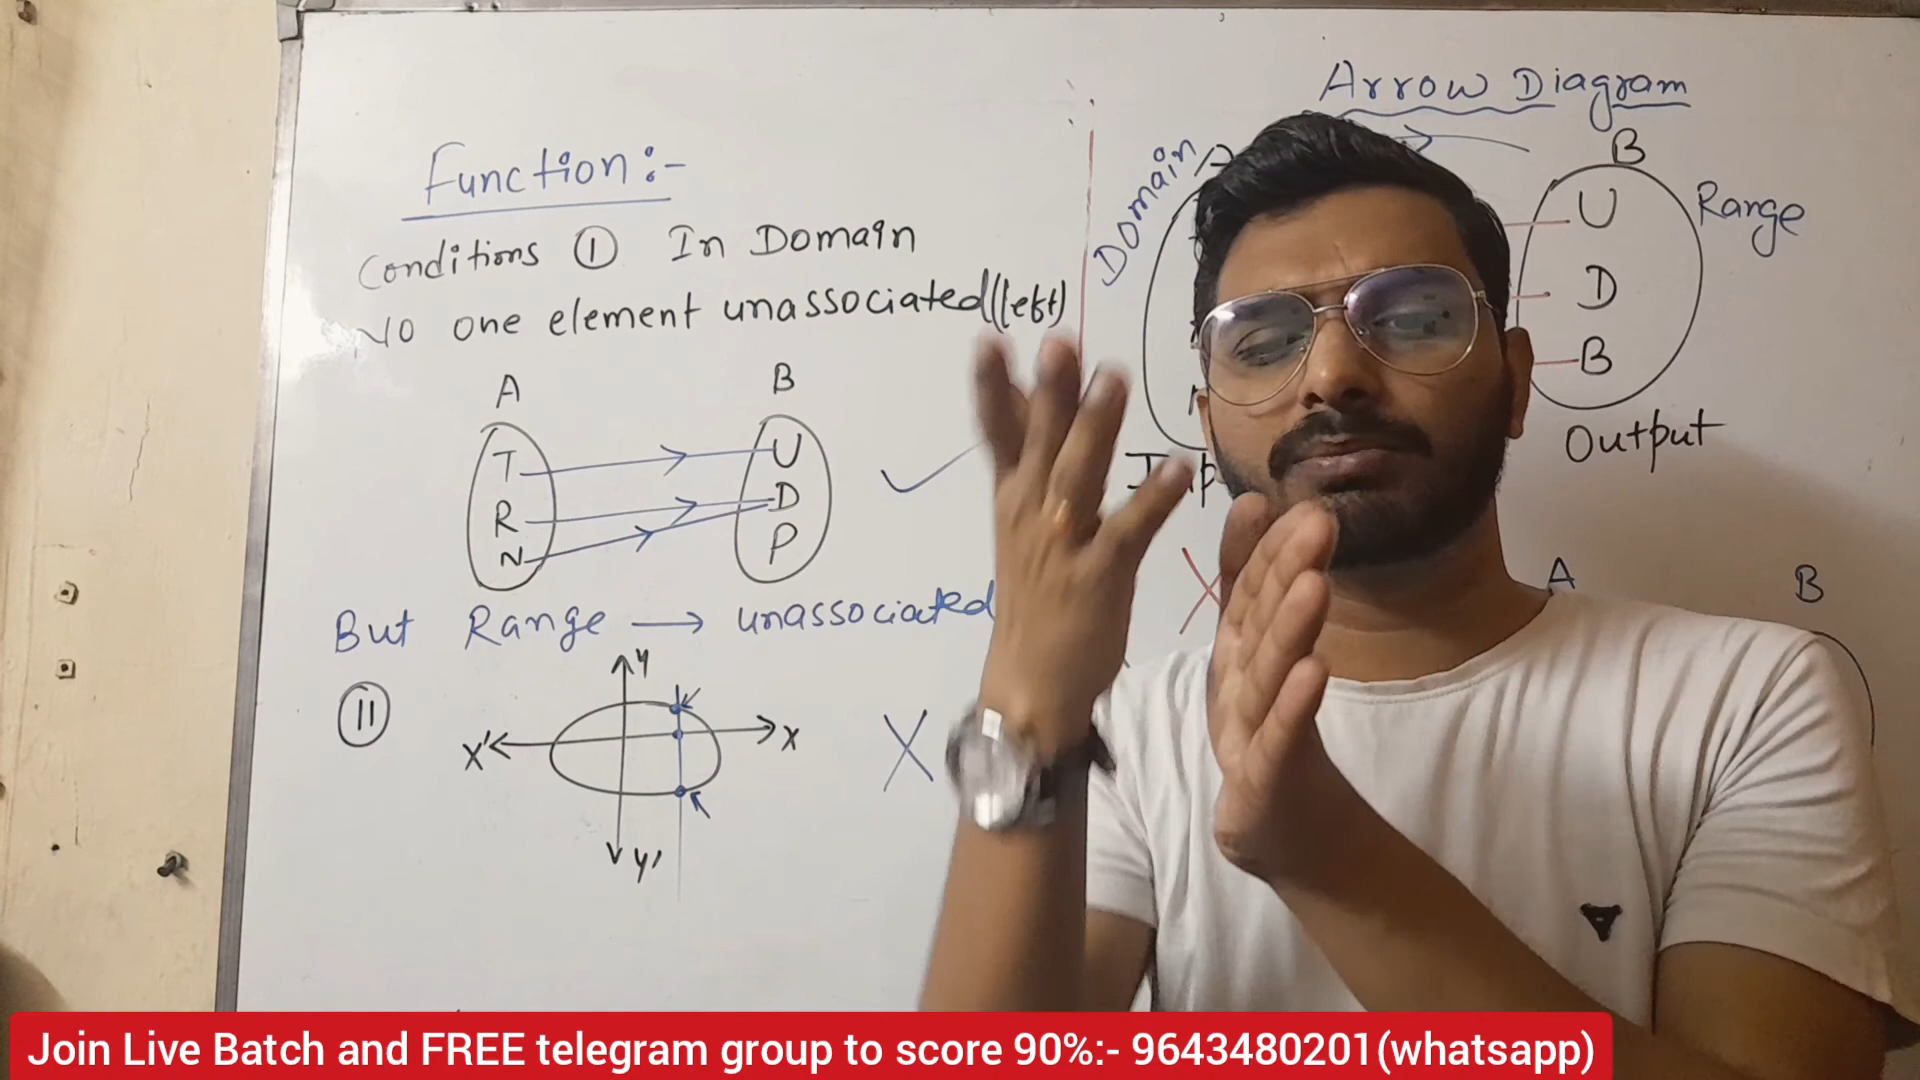 Function :-
Conditions ① In Domain
No one element unassociated (left)
A B
T U
R D
N P
But Range → unassociated
②
Y
X' X
Y'
X
Arrow Diagram
Domain A B Range
U
D
B
Output
X
A B
Join Live Batch and FREE telegram group to score 90%:- 9643480201(whatsapp)